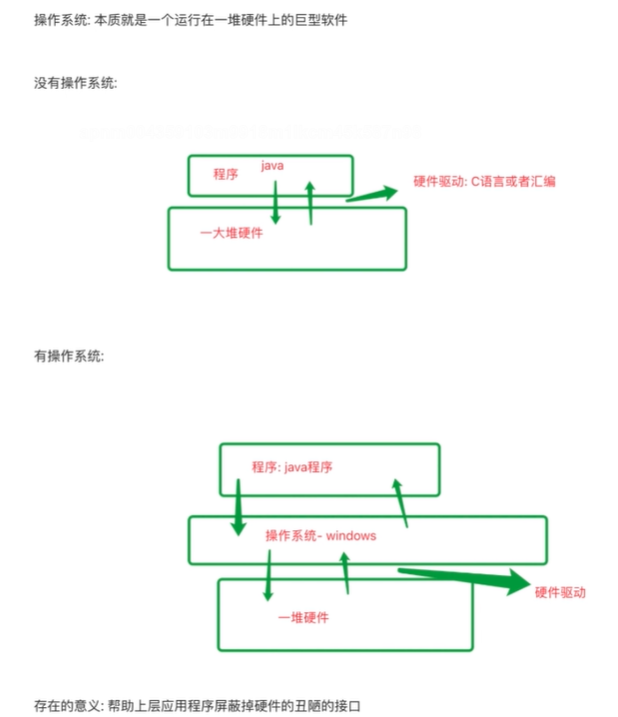 操作系统: 本质就是一个运行在一堆硬件上的巨型软件
没有操作系统:
程序 java
硬件驱动: C语言或者汇编
一大堆硬件
有操作系统:
程序: java程序
操作系统- windows
硬件驱动
一堆硬件
存在的意义: 帮助上层应用程序屏蔽掉硬件的丑陋的接口